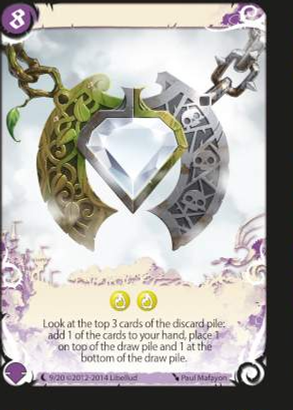 8
Look at the top 3 cards of the discard pile:
add 1 of the cards to your hand, place 1
on top of the draw pile and 1 at the
bottom of the draw pile.
9/20 ©2012-2014 Libellud Paul Mafayon